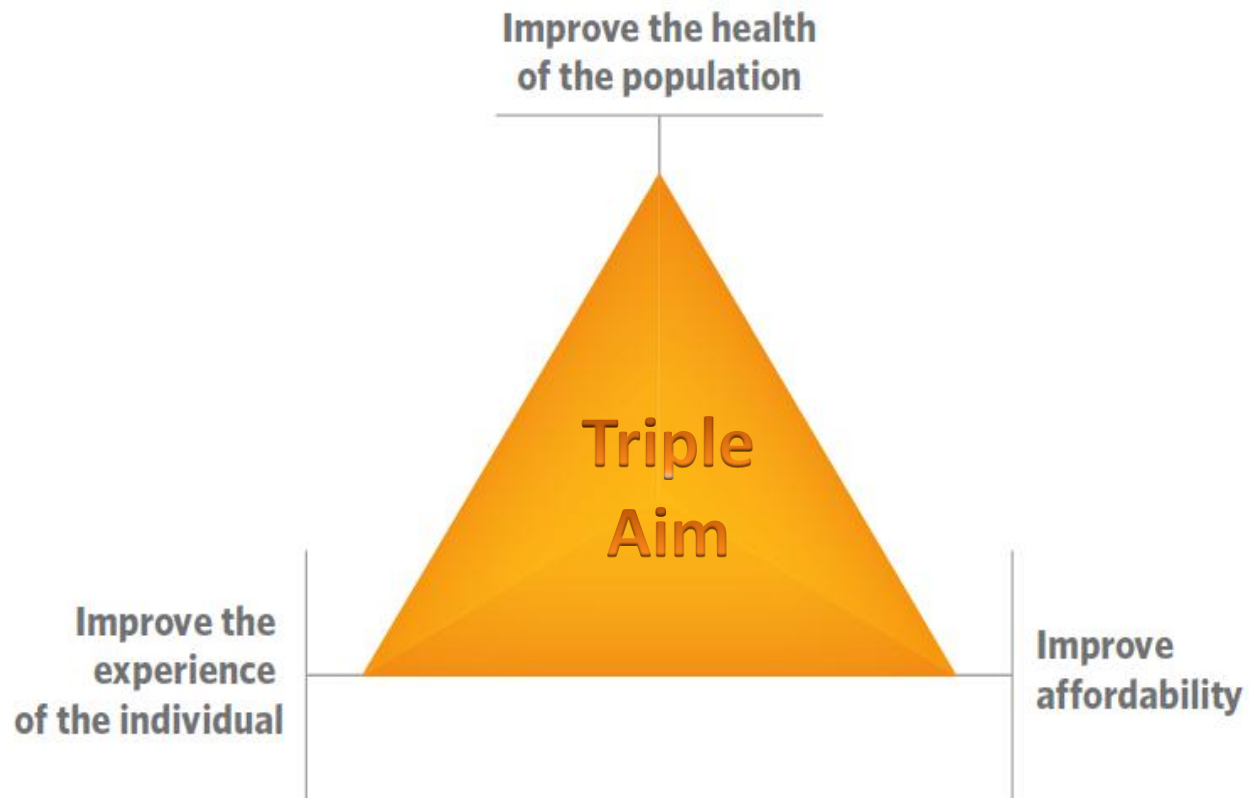 Improve the health
of the population
Triple
Aim
Improve the
experience
of the individual
Improve
affordability